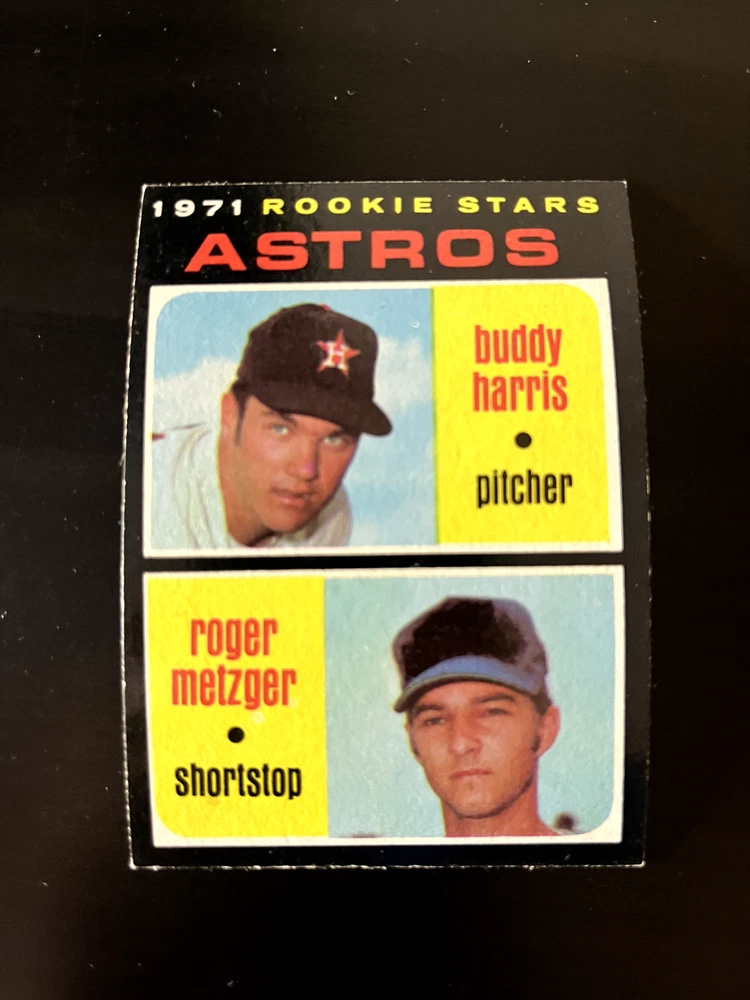 1971 ROOKIE STARS
ASTROS
H
buddy
harris
•
pitcher
roger
metzger
•
shortstop